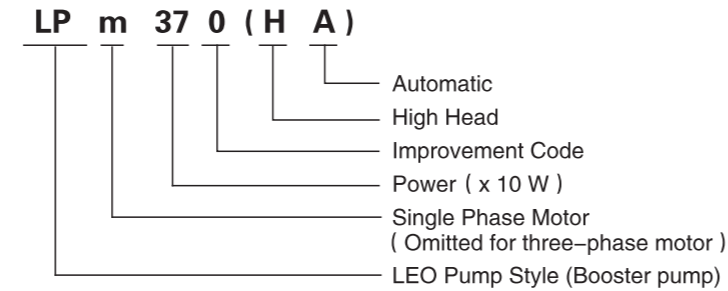 LP m 37 0 ( H A )
Automatic
High Head
Improvement Code
Power ( x 10 W )
Single Phase Motor
( Omitted for three−phase motor )
LEO Pump Style (Booster pump)